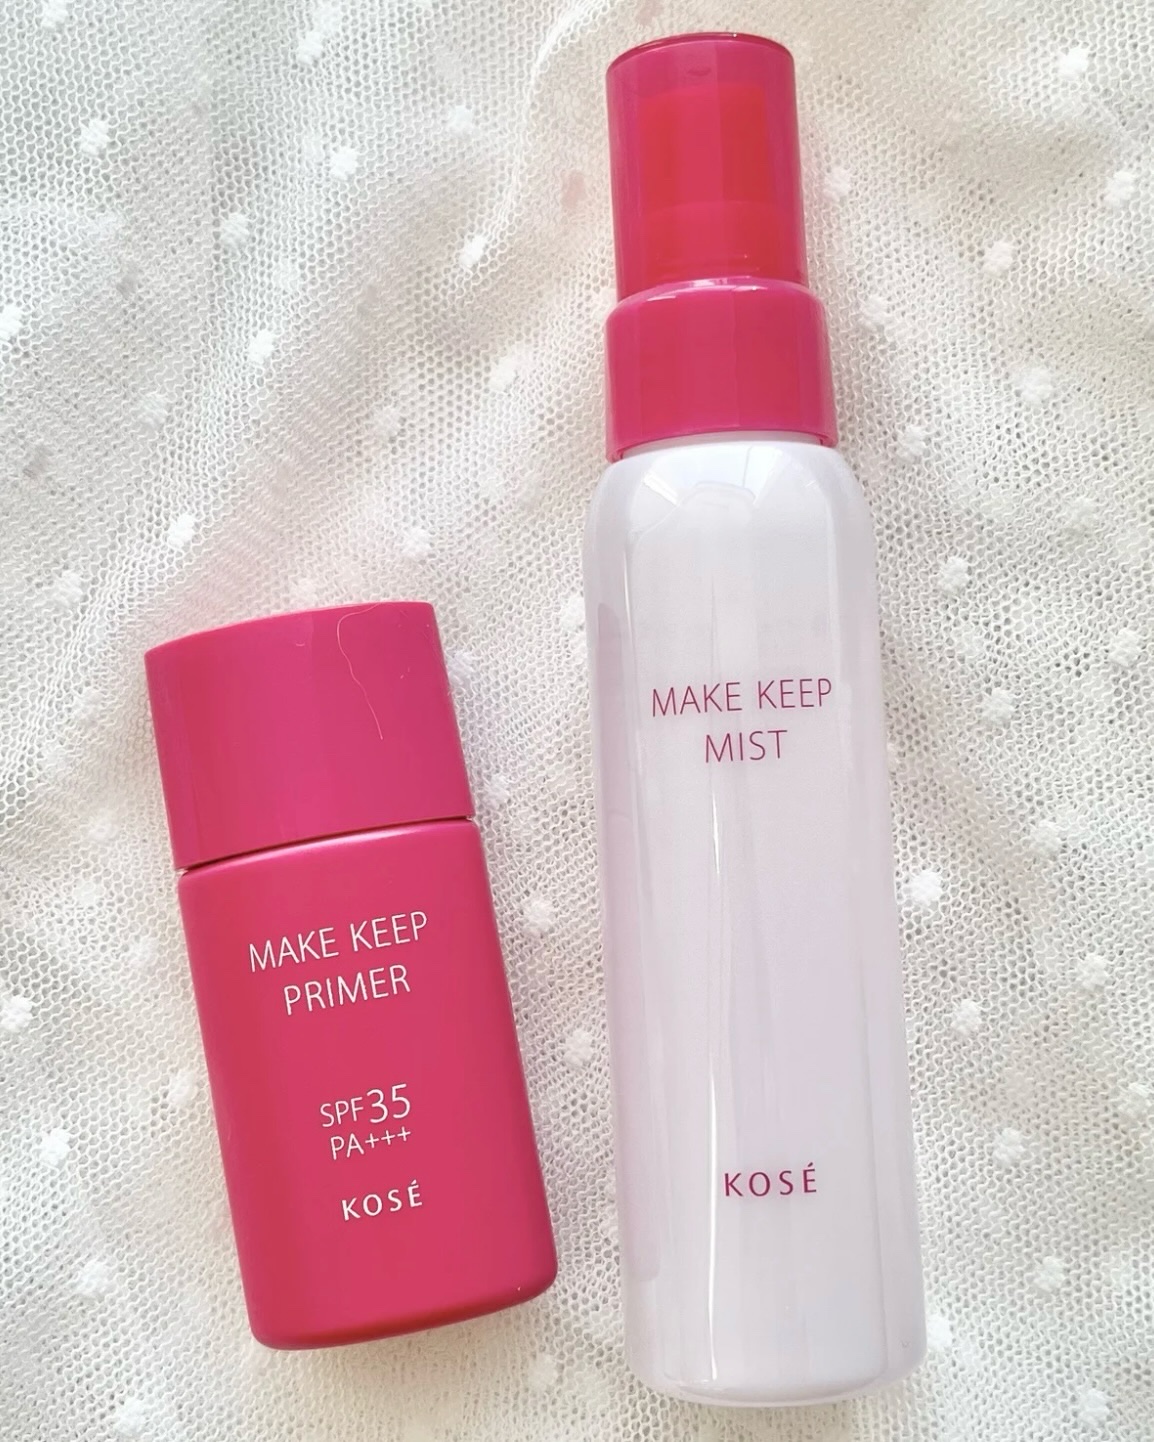 MAKE KEEP
PRIMER
SPF35
PA+++
KOSÉ
MAKE KEEP
MIST
KOSÉ